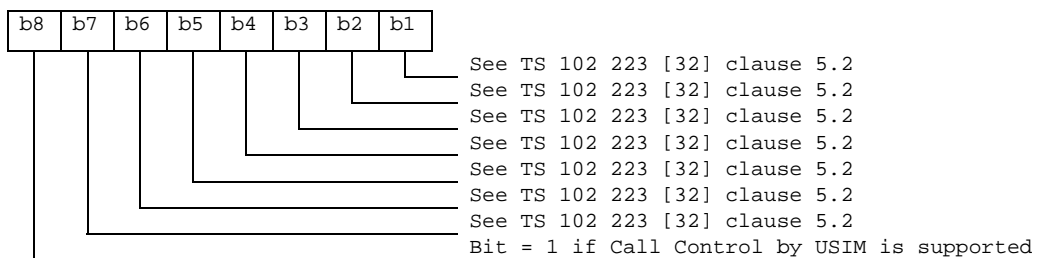 b8 b7 b6 b5 b4 b3 b2 b1
See TS 102 223 [32] clause 5.2
See TS 102 223 [32] clause 5.2
See TS 102 223 [32] clause 5.2
See TS 102 223 [32] clause 5.2
See TS 102 223 [32] clause 5.2
See TS 102 223 [32] clause 5.2
See TS 102 223 [32] clause 5.2
Bit = 1 if Call Control by USIM is supported